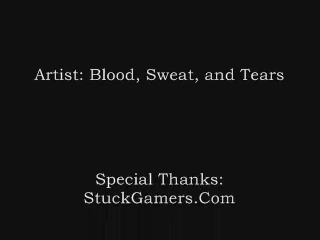 Artist: Blood, Sweat, and Tears
Special Thanks:
StuckGamers.Com